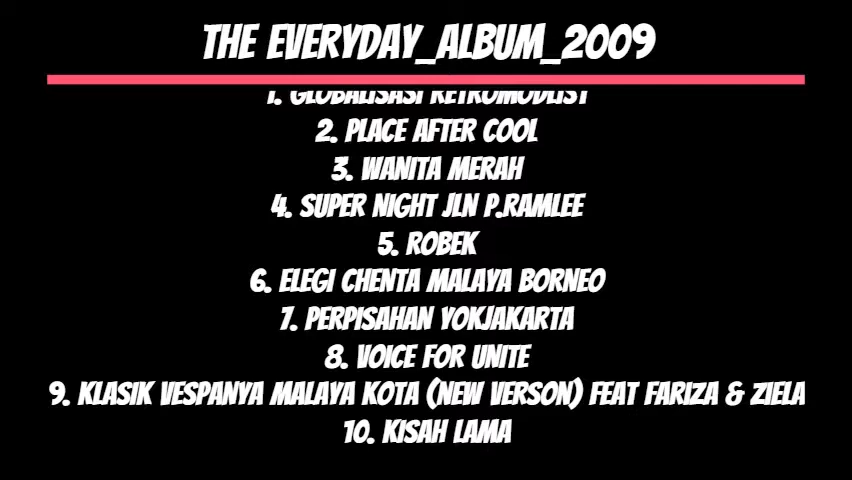 THE EVERYDAY_ALBUM_2009
1. GLOBALISASI RETROMODLIST
2. PLACE AFTER COOL
3. WANITA MERAH
4. SUPER NIGHT JLN P.RAMLEE
5. ROBEK
6. ELEGI CHENTA MALAYA BORNEO
7. PERPISAHAN YOKJAKARTA
8. VOICE FOR UNITE
9. KLASIK VESPANYA MALAYA KOTA (NEW VERSON) FEAT FARIZA & ZIELA
10. KISAH LAMA